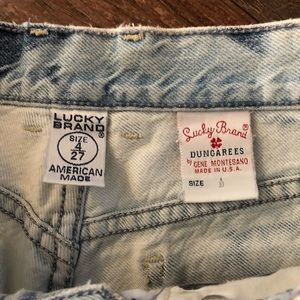 LUCKY
BRAND
SIZE
4
27
AMERICAN
MADE
Lucky Brand
DUNGAREES
by GENE MONTESANO
MADE IN U.S.A.
SIZE